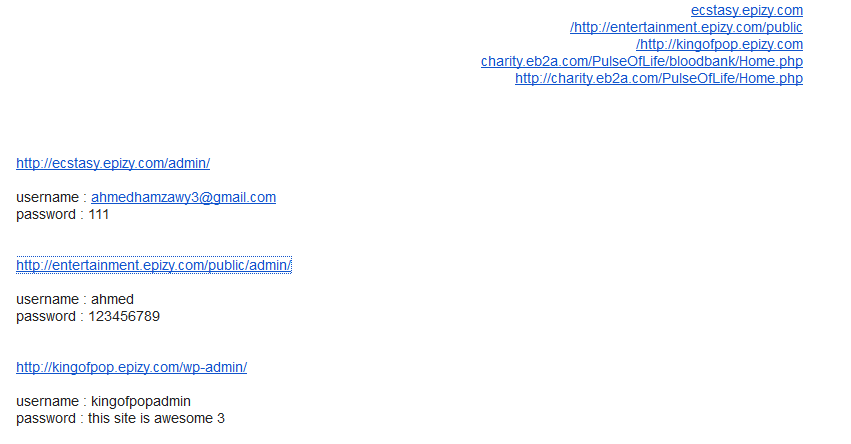 ecstasy.epizy.com
/http://entertainment.epizy.com/public
/http://kingofpop.epizy.com
charity.eb2a.com/PulseOfLife/bloodbank/Home.php
http://charity.eb2a.com/PulseOfLife/Home.php
http://ecstasy.epizy.com/admin/
username : ahmedhamzawy3@gmail.com
password : 111
http://entertainment.epizy.com/public/admin/
username : ahmed
password : 123456789
http://kingofpop.epizy.com/wp-admin/
username : kingofpopadmin
password : this site is awesome 3